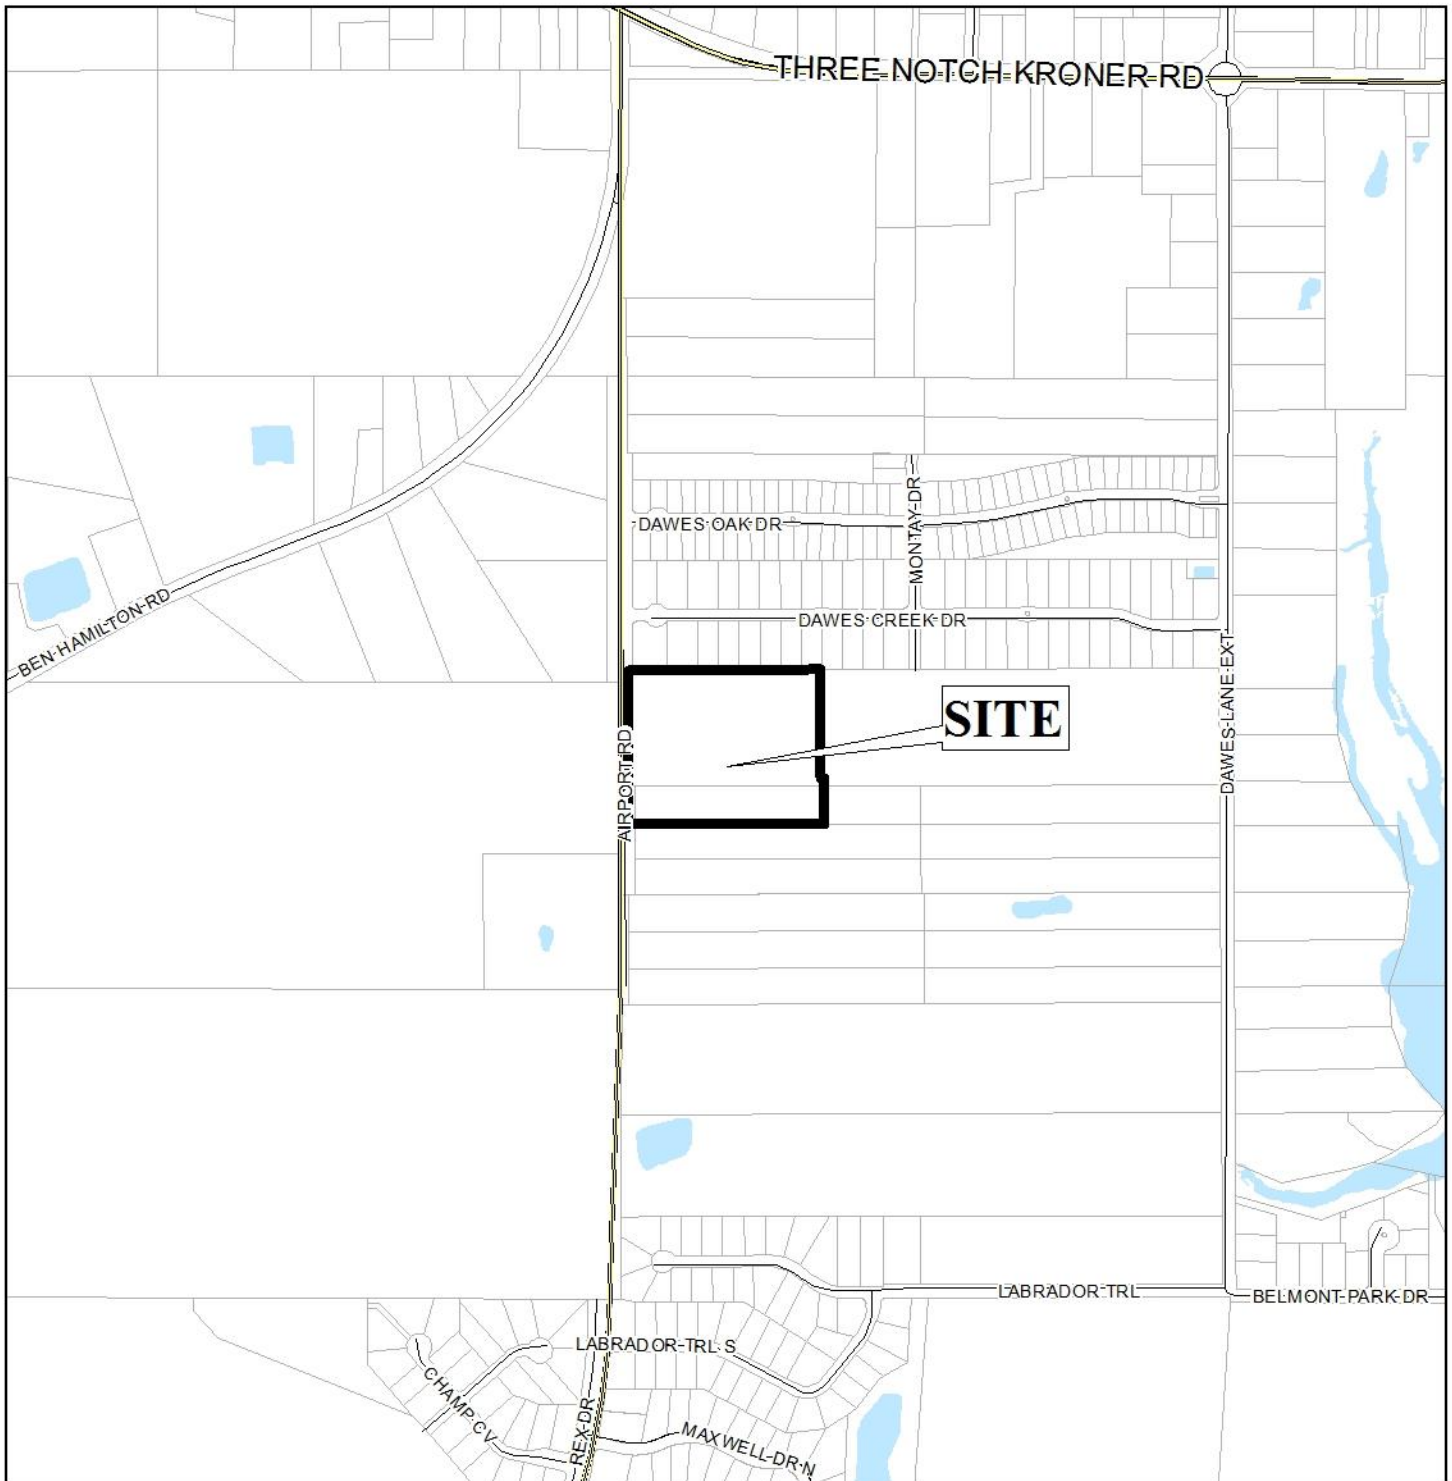 THREE NOTCH KRONER RD
MONTAY DR
DAWES OAK DR
BEN HAMILTON RD
DAWES CREEK DR
DAWES LANE EXT
SITE
AIRPORT RD
LABRADOR TRL
BELMONT PARK DR
LABRADOR TRL S
CHAMP CV
REX DR
MAXWELL DR N